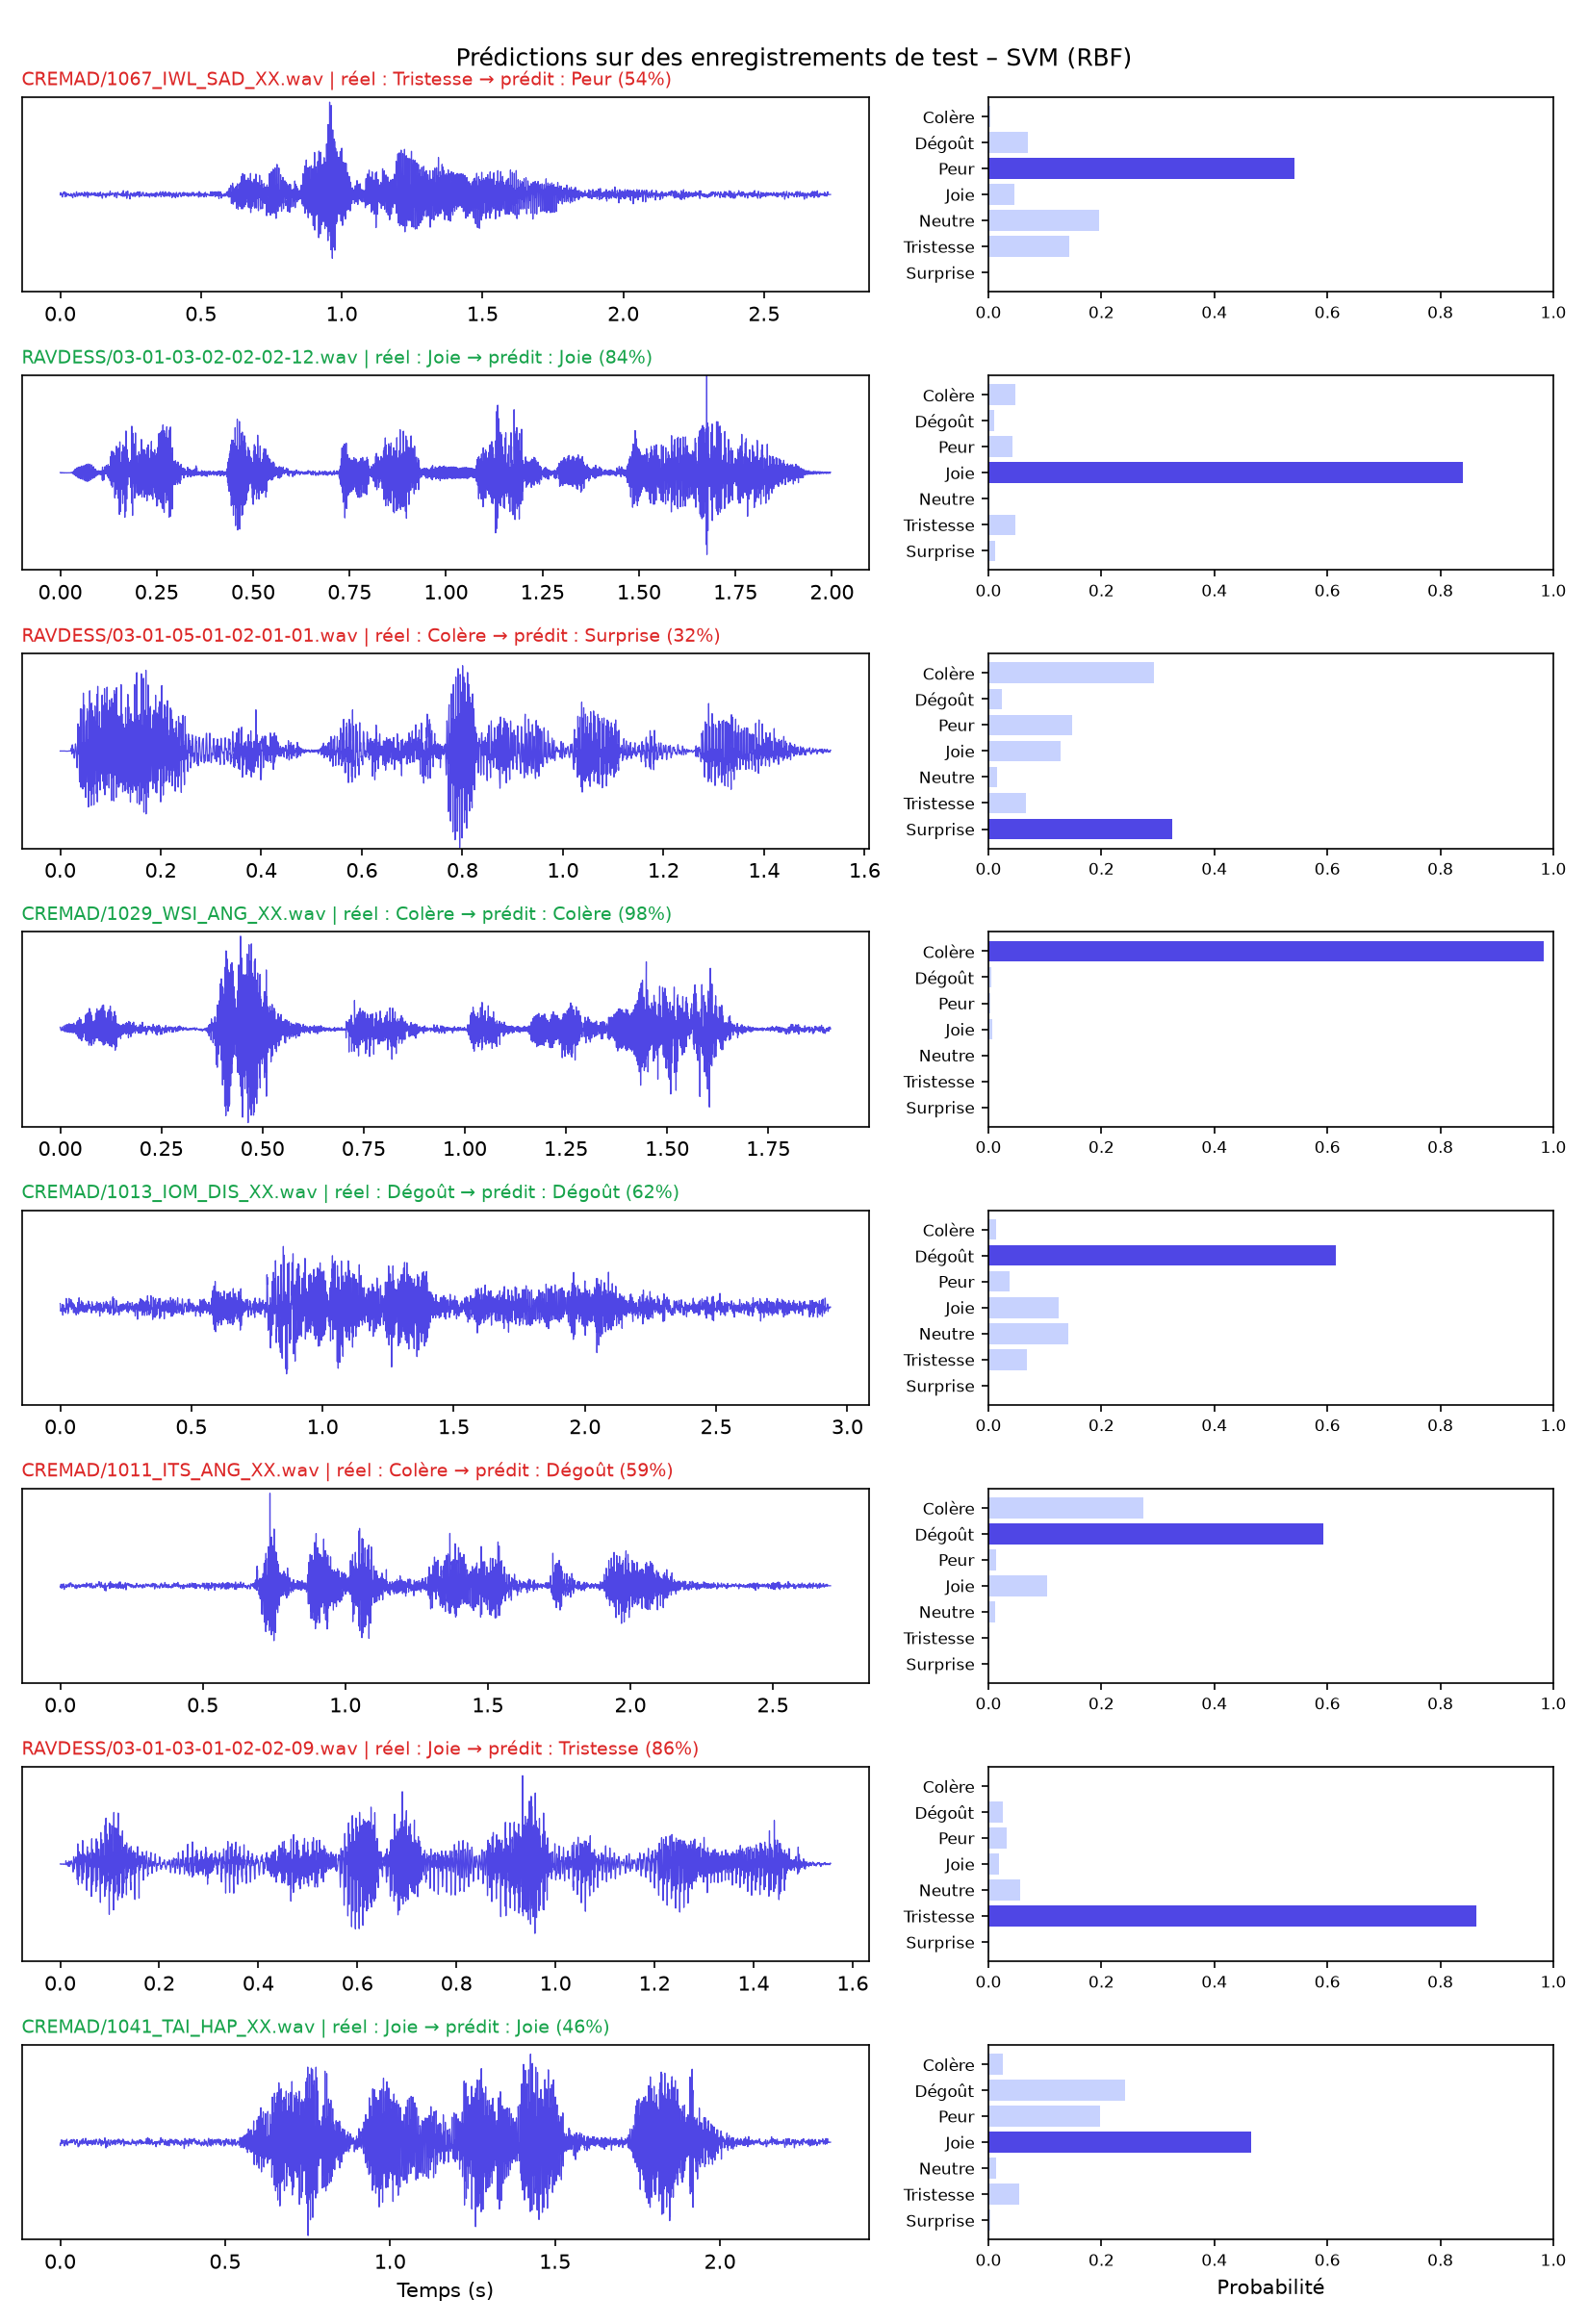 Prédictions sur des enregistrements de test – SVM (RBF)
CREMAD/1067_IWL_SAD_XX.wav | réel : Tristesse → prédit : Peur (54%)
0.0 0.5 1.0 1.5 2.0 2.5
Colère
Dégoût
Peur
Joie
Neutre
Tristesse
Surprise
0.0 0.2 0.4 0.6 0.8 1.0
RAVDESS/03-01-03-02-02-02-12.wav | réel : Joie → prédit : Joie (84%)
0.00 0.25 0.50 0.75 1.00 1.25 1.50 1.75 2.00
Colère
Dégoût
Peur
Joie
Neutre
Tristesse
Surprise
0.0 0.2 0.4 0.6 0.8 1.0
RAVDESS/03-01-05-01-02-01-01.wav | réel : Colère → prédit : Surprise (32%)
0.0 0.2 0.4 0.6 0.8 1.0 1.2 1.4 1.6
Colère
Dégoût
Peur
Joie
Neutre
Tristesse
Surprise
0.0 0.2 0.4 0.6 0.8 1.0
CREMAD/1029_WSI_ANG_XX.wav | réel : Colère → prédit : Colère (98%)
0.00 0.25 0.50 0.75 1.00 1.25 1.50 1.75
Colère
Dégoût
Peur
Joie
Neutre
Tristesse
Surprise
0.0 0.2 0.4 0.6 0.8 1.0
CREMAD/1013_IOM_DIS_XX.wav | réel : Dégoût → prédit : Dégoût (62%)
0.0 0.5 1.0 1.5 2.0 2.5 3.0
Colère
Dégoût
Peur
Joie
Neutre
Tristesse
Surprise
0.0 0.2 0.4 0.6 0.8 1.0
CREMAD/1011_ITS_ANG_XX.wav | réel : Colère → prédit : Dégoût (59%)
0.0 0.5 1.0 1.5 2.0 2.5
Colère
Dégoût
Peur
Joie
Neutre
Tristesse
Surprise
0.0 0.2 0.4 0.6 0.8 1.0
RAVDESS/03-01-03-01-02-02-09.wav | réel : Joie → prédit : Tristesse (86%)
0.0 0.2 0.4 0.6 0.8 1.0 1.2 1.4 1.6
Colère
Dégoût
Peur
Joie
Neutre
Tristesse
Surprise
0.0 0.2 0.4 0.6 0.8 1.0
CREMAD/1041_TAI_HAP_XX.wav | réel : Joie → prédit : Joie (46%)
0.0 0.5 1.0 1.5 2.0
Temps (s)
Colère
Dégoût
Peur
Joie
Neutre
Tristesse
Surprise
0.0 0.2 0.4 0.6 0.8 1.0
Probabilité